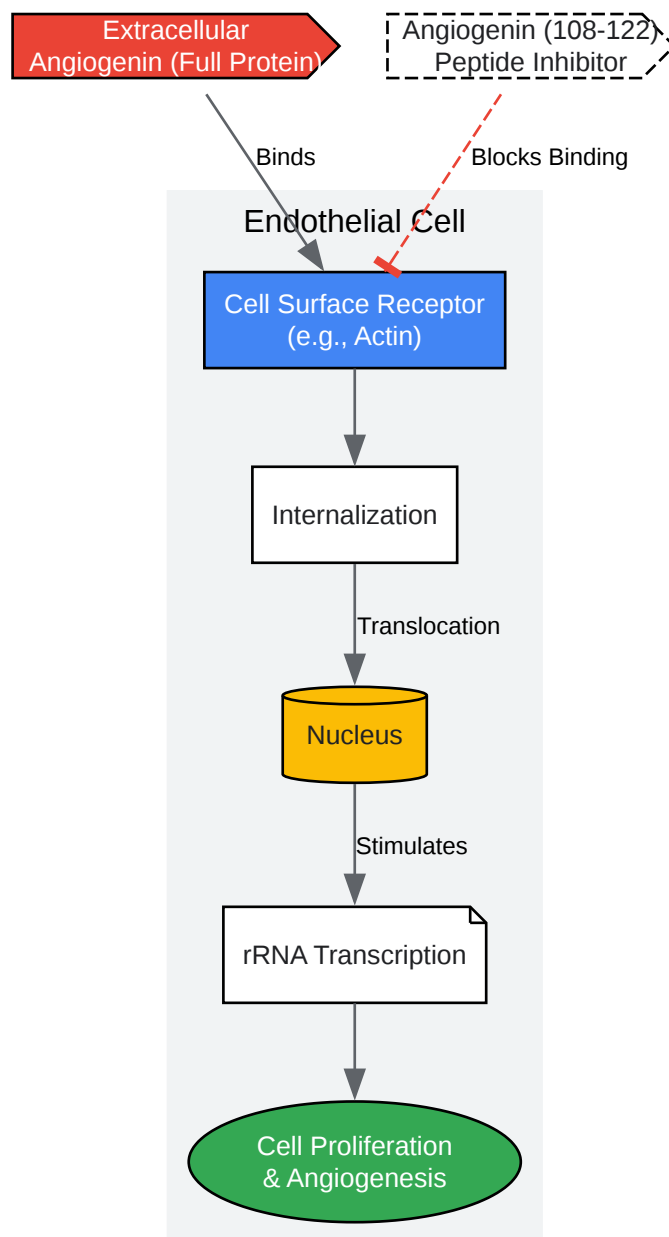 Extracellular
Angiogenin (Full Protein)
Angiogenin (108-122)
Peptide Inhibitor
Binds
Blocks Binding
Endothelial Cell
Cell Surface Receptor
(e.g., Actin)
Internalization
Translocation
Nucleus
Stimulates
rRNA Transcription
Cell Proliferation
& Angiogenesis